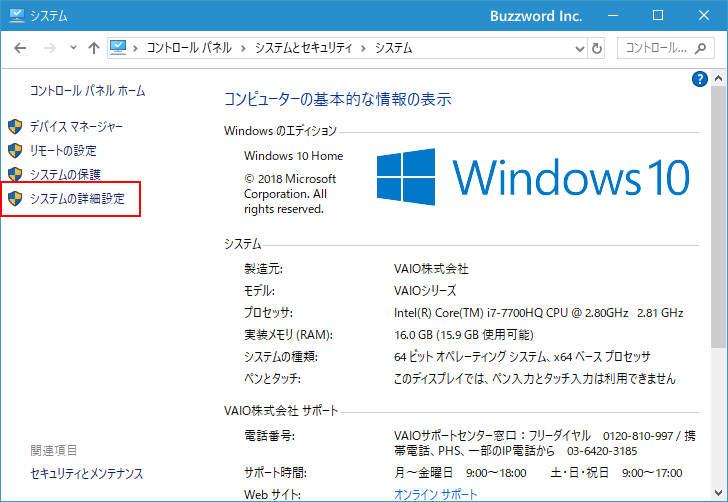 システム
Buzzword Inc.
コントロール パネル > システムとセキュリティ > システム
コントロール...
コントロール パネル ホーム
デバイス マネージャー
リモートの設定
システムの保護
システムの詳細設定
関連項目
セキュリティとメンテナンス
コンピューターの基本的な情報の表示
Windows のエディション
Windows 10 Home
© 2018 Microsoft
Corporation. All
rights reserved.
Windows 10
システム
製造元: VAIO株式会社
モデル: VAIOシリーズ
プロセッサ: Intel(R) Core(TM) i7-7700HQ CPU @ 2.80GHz 2.81 GHz
実装メモリ (RAM): 16.0 GB (15.9 GB 使用可能)
システムの種類: 64 ビット オペレーティング システム、x64 ベース プロセッサ
ペンとタッチ: このディスプレイでは、ペン入力とタッチ入力は利用できません
VAIO株式会社 サポート
電話番号: VAIOサポートセンター窓口：フリーダイヤル　0120-810-997 / 携
帯電話、PHS、一部のIP電話から　03-6420-3185
サポート時間: 月～金曜日　9:00～18:00　土・日・祝日　9:00～17:00
Web サイト: オンライン サポート